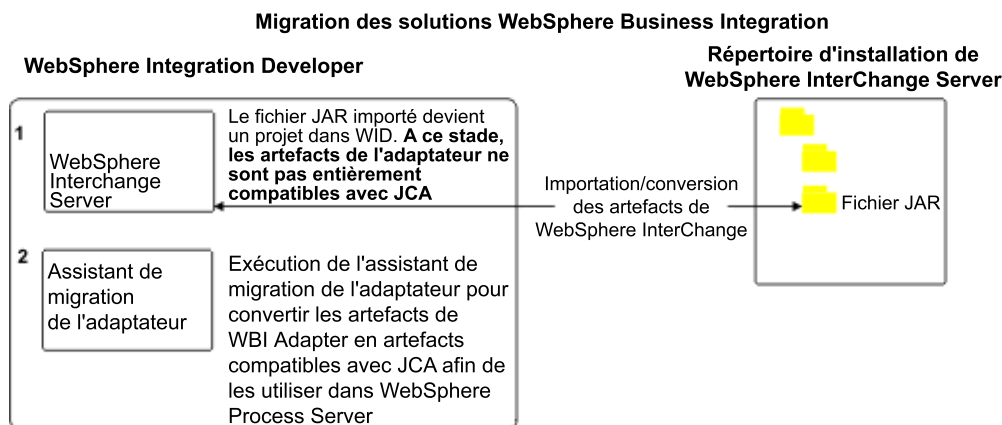 Migration des solutions WebSphere Business Integration
WebSphere Integration Developer
Répertoire d'installation de
WebSphere InterChange Server
1
WebSphere
Interchange
Server
Le fichier JAR importé devient
un projet dans WID. A ce stade,
les artefacts de l'adaptateur ne
sont pas entièrement
compatibles avec JCA
Importation/conversion
des artefacts de
WebSphere InterChange
Fichier JAR
2
Assistant de
migration
de l'adaptateur
Exécution de l'assistant de
migration de l'adaptateur pour
convertir les artefacts de
WBI Adapter en artefacts
compatibles avec JCA afin de
les utiliser dans WebSphere
Process Server